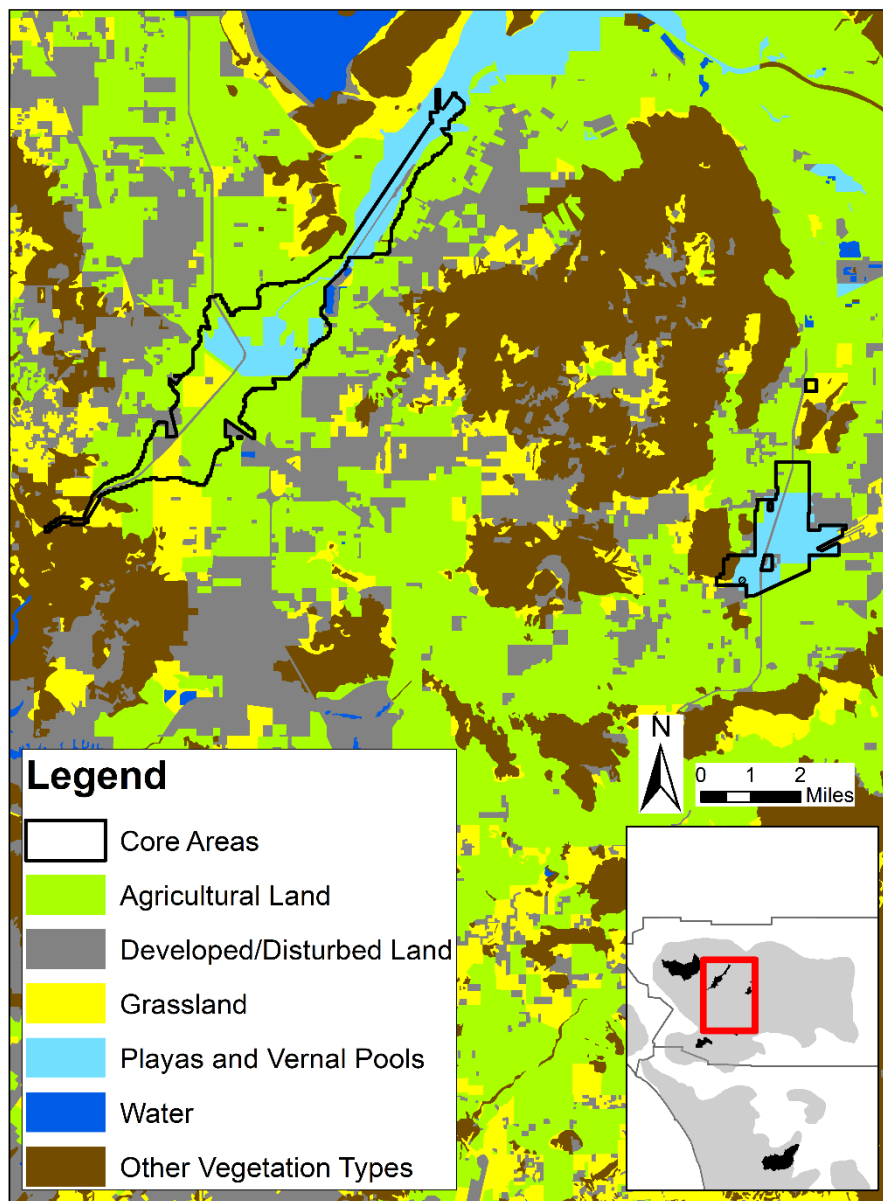 N
0 1 2
Miles
Legend
Core Areas
Agricultural Land
Developed/Disturbed Land
Grassland
Playas and Vernal Pools
Water
Other Vegetation Types